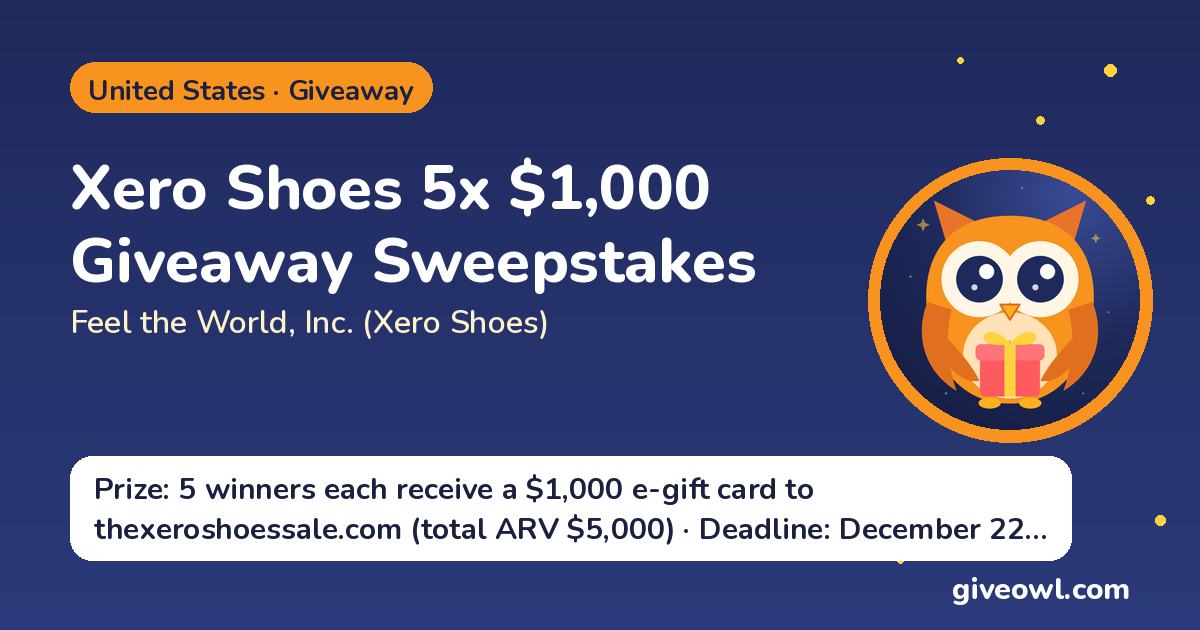 United States · Giveaway
Xero Shoes 5x $1,000
Giveaway Sweepstakes
Feel the World, Inc. (Xero Shoes)
Prize: 5 winners each receive a $1,000 e-gift card to
thexeroshoessale.com (total ARV $5,000) · Deadline: December 22...
giveowl.com